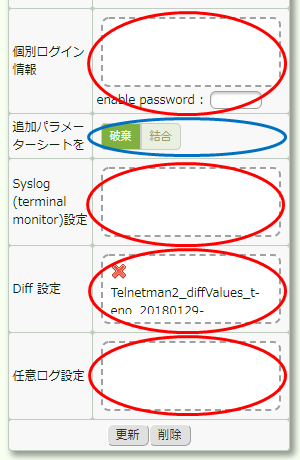 個別ログイン
情報
enable password :
追加パラメー
ターシートを
破棄 結合
Syslog
(terminal
monitor)設定
Diff 設定
Telnetman2_diffValues_t-
eno_20180129-
任意ログ設定
更新 削除